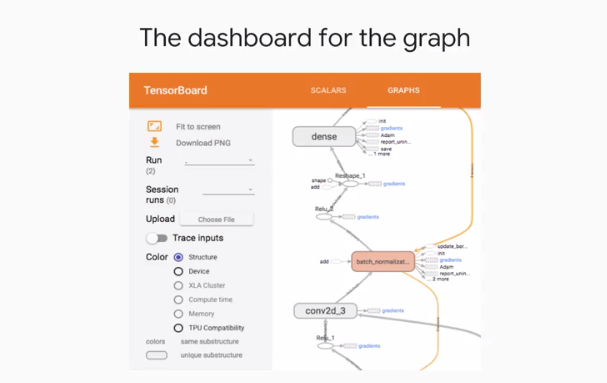 The dashboard for the graph
TensorBoard
SCALARS
GRAPHS
Fit to screen
Download PNG
Run
(2)
Session
runs (0)
Upload
Choose File
Trace inputs
Color
Structure
Device
XLA Cluster
Compute time
Memory
TPU Compatibility
colors
same substructure
unique substructure
init
gradients
Adam
report_unin...
save
... 1 more
dense
Reshape_1
shape
add
gradients
Relu_2
gradients
update_bat...
init
gradients
Adam
report_unin...
... 2 more
add
batch_normalizat...
conv2d_3
gradients
Relu_1
gradients